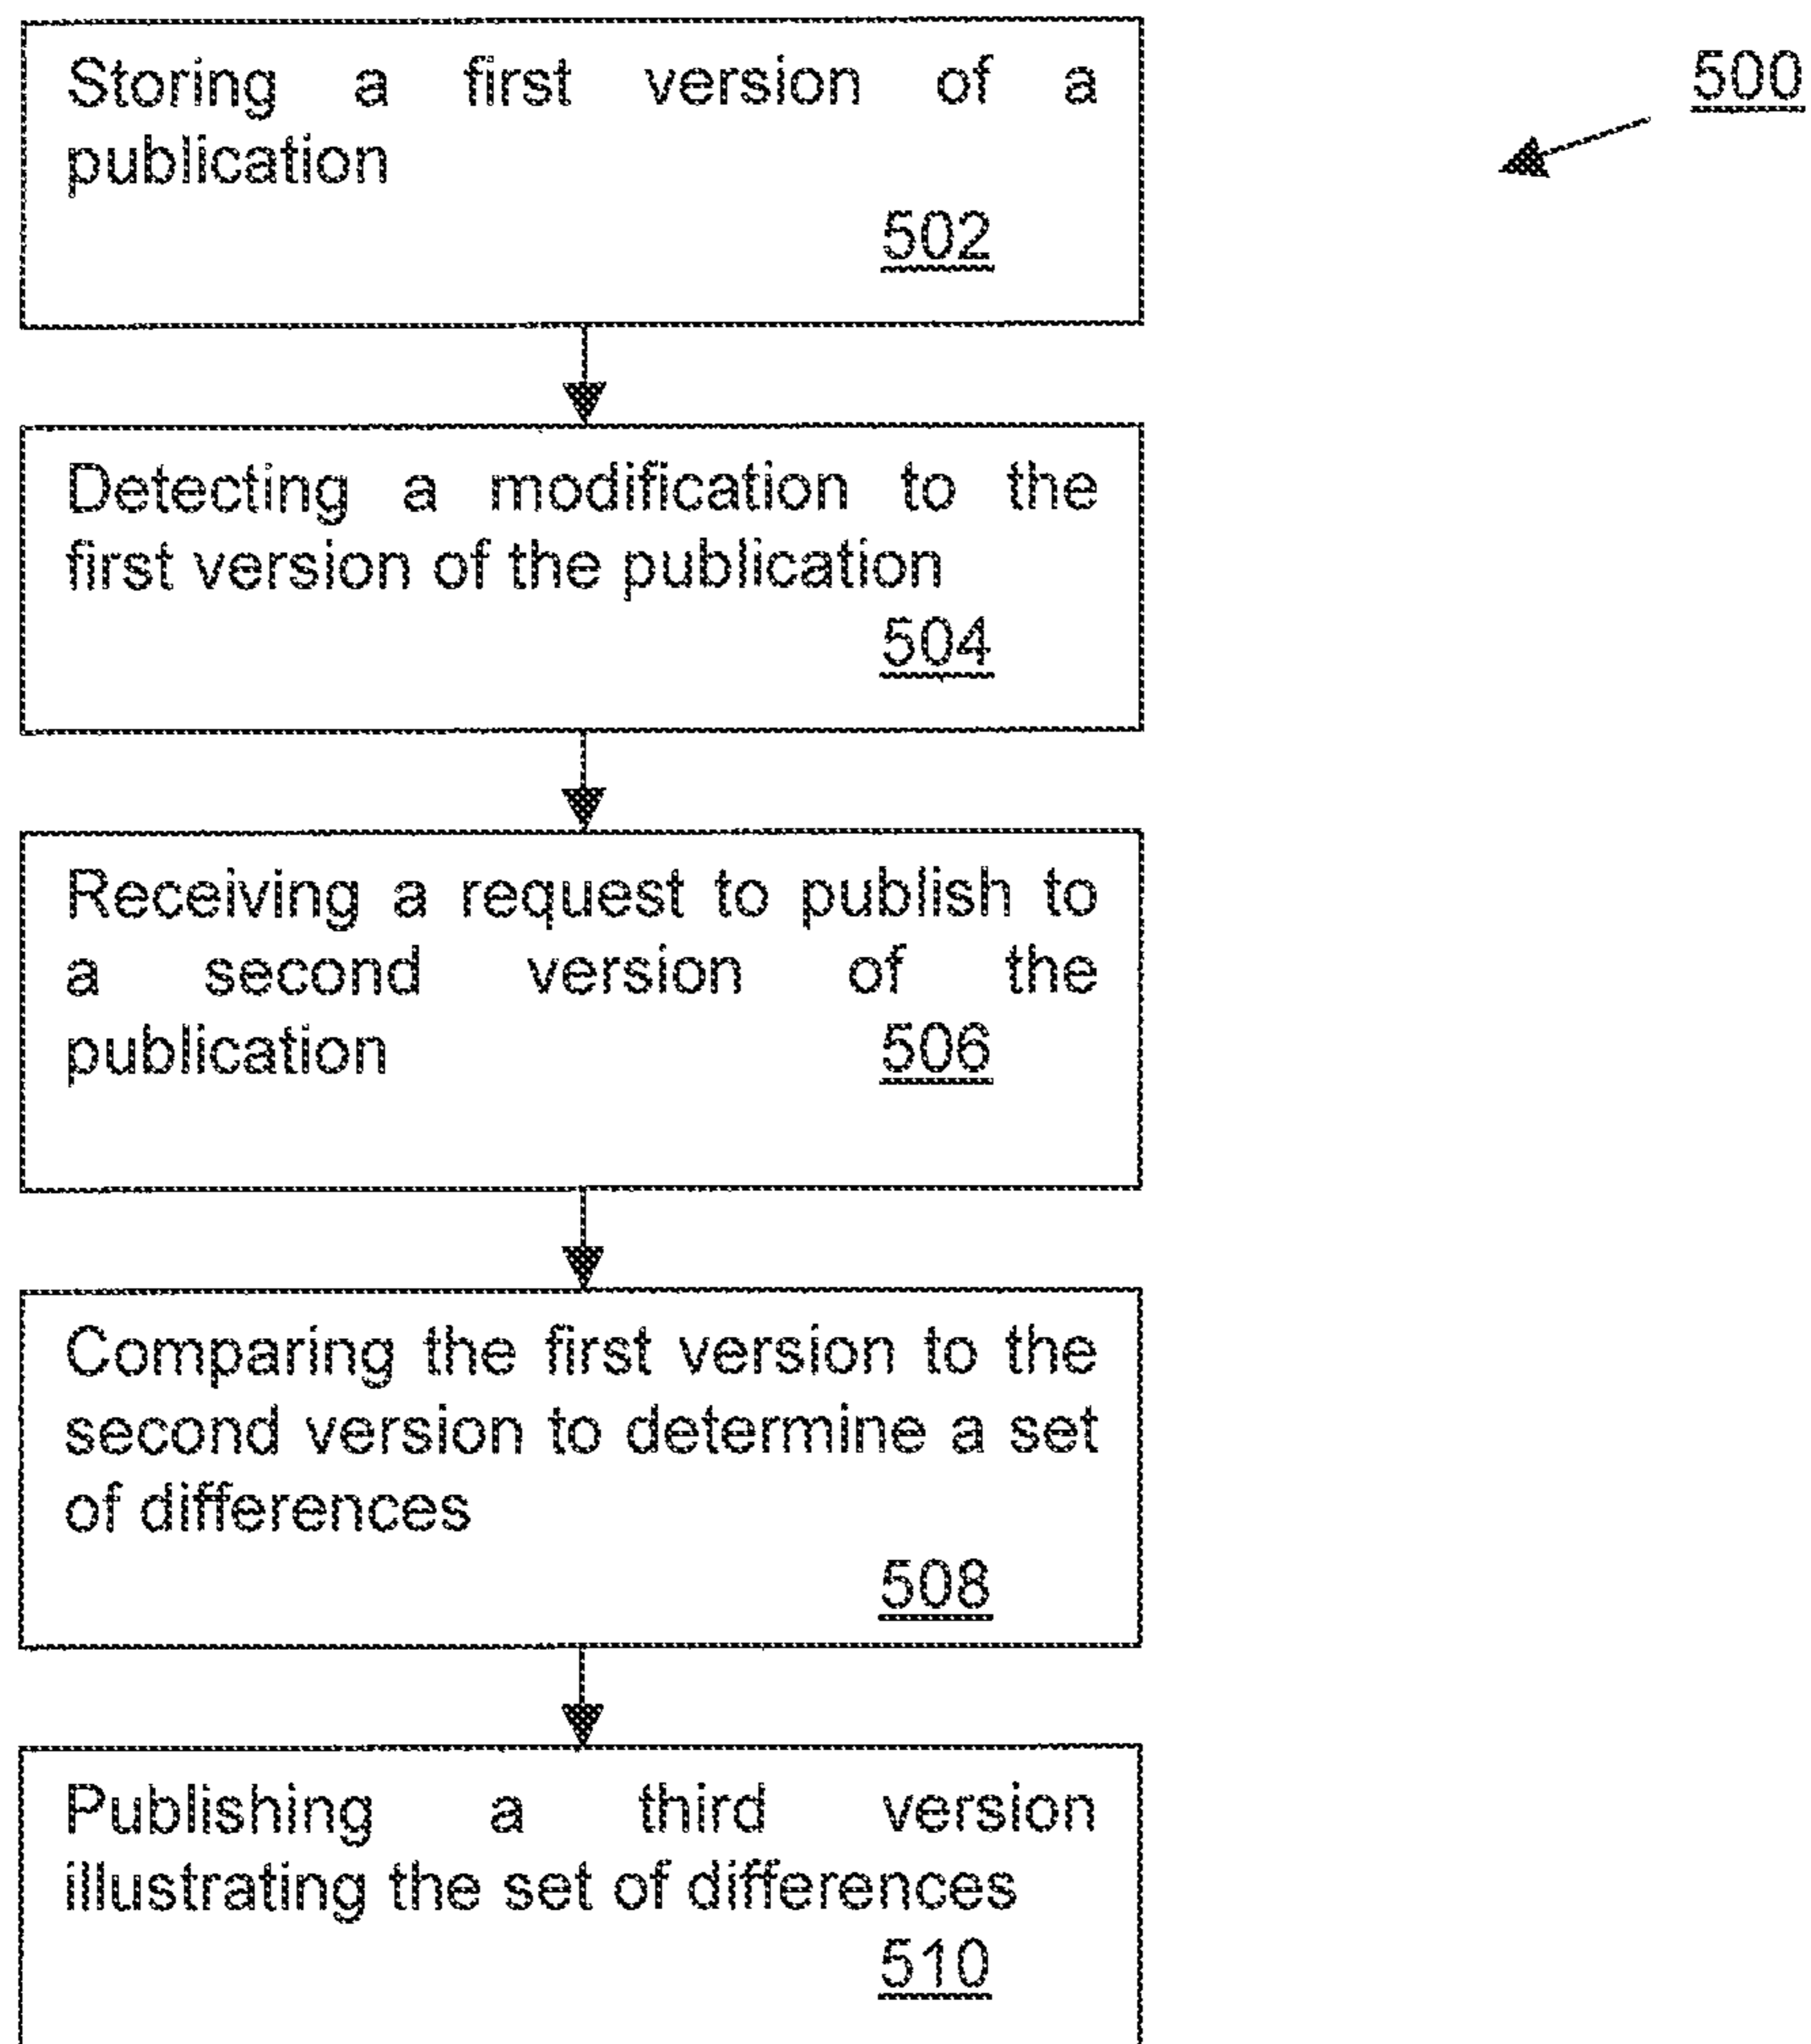 Storing a first version of a
publication
502
500
Detecting a modification to the
first version of the publication
504
Receiving a request to publish to
a second version of the
publication 506
Comparing the first version to the
second version to determine a set
of differences
508
Publishing a third version
illustrating the set of differences
510